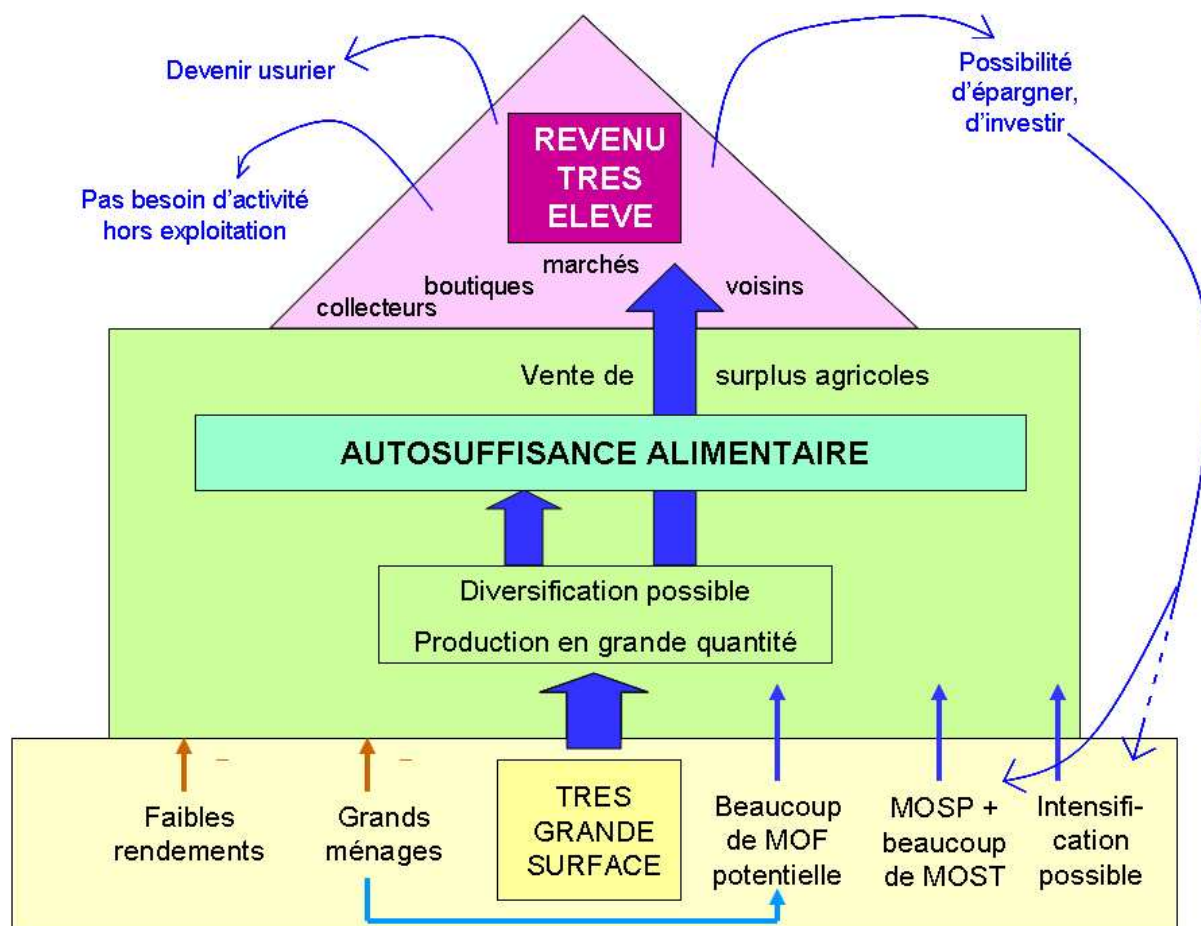 Devenir usurier
Possibilité
d'épargner,
d'investir
REVENU
TRES
ELEVE
Pas besoin d'activité
hors exploitation
marchés
boutiques
voisins
collecteurs
Vente de surplus agricoles
AUTOSUFFISANCE ALIMENTAIRE
Diversification possible
Production en grande quantité
– –
Faibles
rendements
Grands
ménages
TRES
GRANDE
SURFACE
Beaucoup
de MOF
potentielle
MOSP +
beaucoup
de MOST
Intensifi-
cation
possible